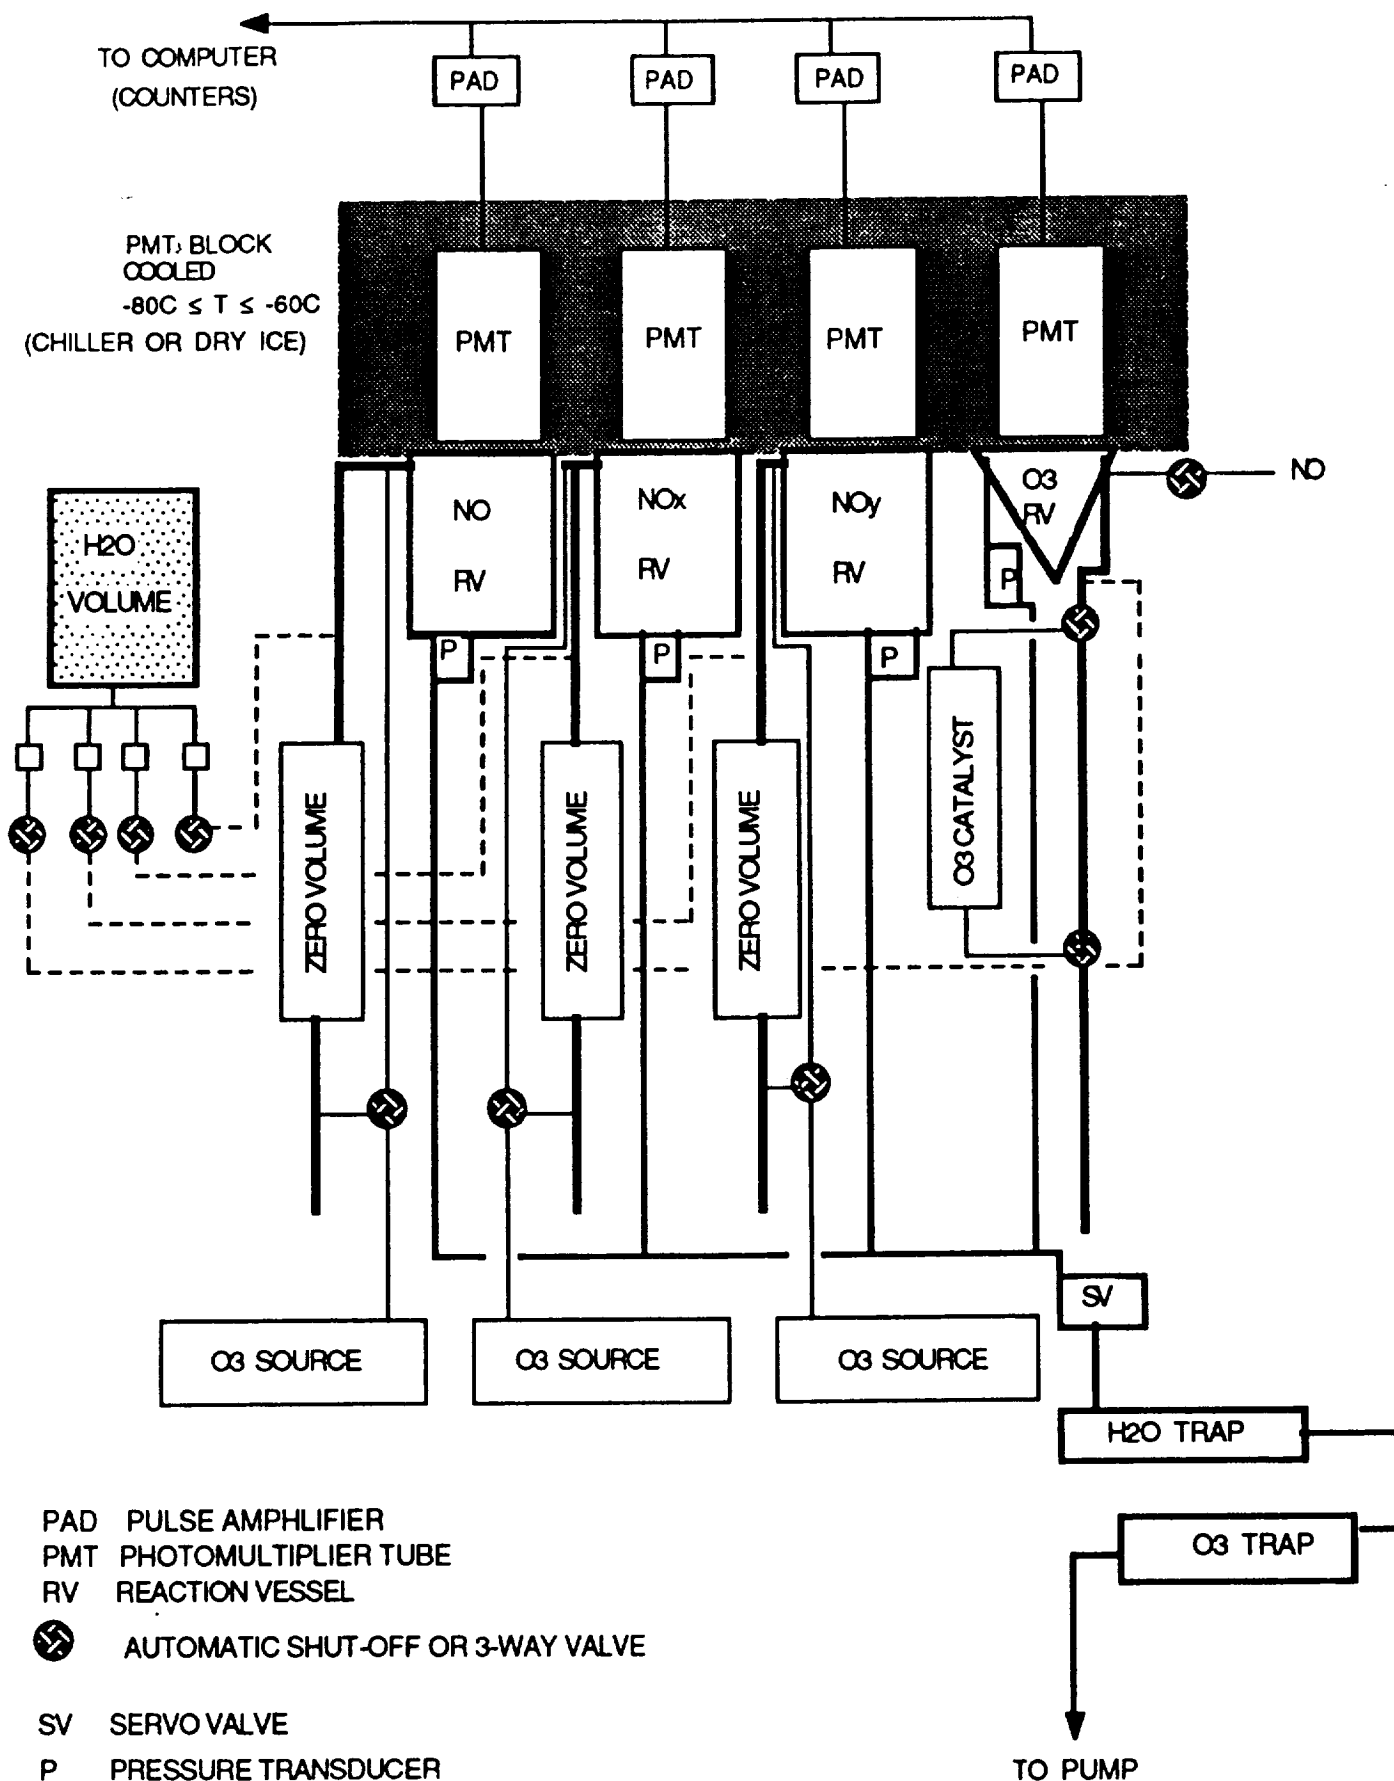 TO COMPUTER
(COUNTERS)
PAD
PAD
PAD
PAD
PMT, BLOCK
COOLED
-80C ≤ T ≤ -60C
(CHILLER OR DRY ICE)
PMT
PMT
PMT
PMT
NO
RV
NOx
RV
NOy
RV
O3
RV
NO
H2O
VOLUME
P
P
P
P
ZERO VOLUME
ZERO VOLUME
ZERO VOLUME
O3 CATALYST
SV
O3 SOURCE
O3 SOURCE
O3 SOURCE
H2O TRAP
O3 TRAP
TO PUMP
PAD PULSE AMPHLIFIER
PMT PHOTOMULTIPLIER TUBE
RV REACTION VESSEL
AUTOMATIC SHUT-OFF OR 3-WAY VALVE
SV SERVO VALVE
P PRESSURE TRANSDUCER